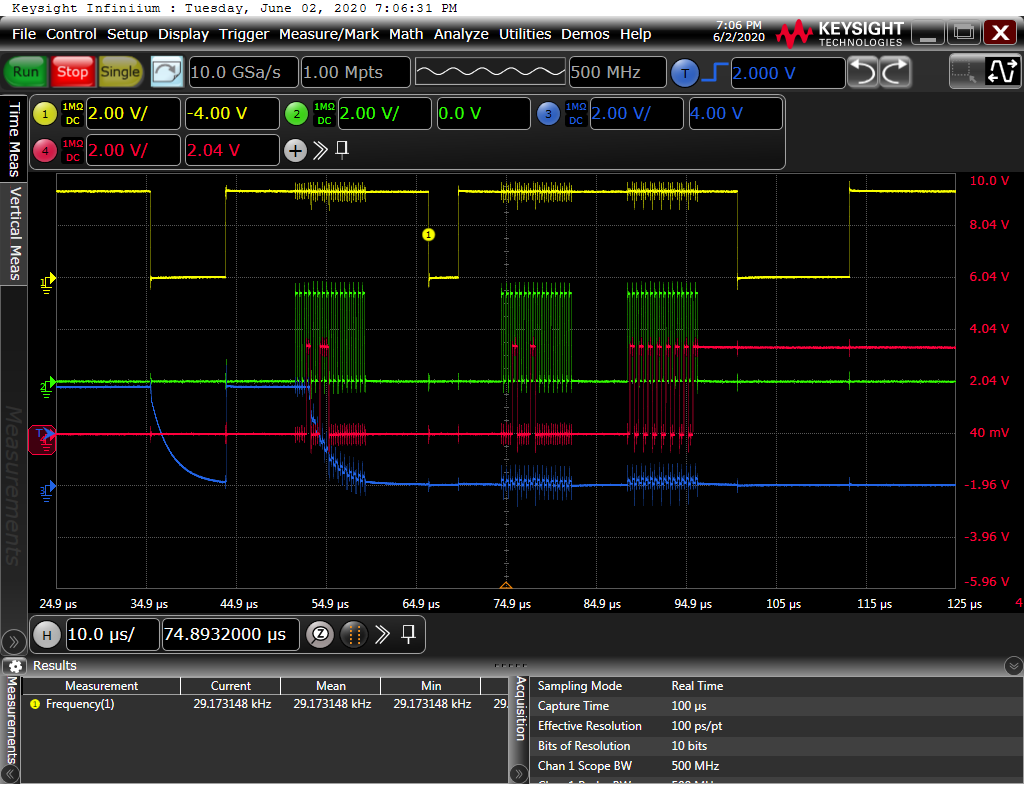 Keysight Infiniium : Tuesday, June 02, 2020 7:06:31 PM
File Control Setup Display Trigger Measure/Mark Math Analyze Utilities Demos Help
7:06 PM
6/2/2020
KEYSIGHT
TECHNOLOGIES
X
Run Stop Single 10.0 GSa/s 1.00 Mpts 500 MHz T 2.000 V
Time Meas
Vertical Meas
Measurements
1 1MΩ DC 2.00 V/ -4.00 V 2 1MΩ DC 2.00 V/ 0.0 V 3 1MΩ DC 2.00 V/ 4.00 V
4 1MΩ DC 2.00 V/ 2.04 V +
10.0 V
8.04 V
6.04 V
4.04 V
2.04 V
40 mV
-1.96 V
-3.96 V
-5.96 V
1
1
2
T
3
24.9 µs 34.9 µs 44.9 µs 54.9 µs 64.9 µs 74.9 µs 84.9 µs 94.9 µs 105 µs 115 µs 125 µs 4
H 10.0 µs/ 74.8932000 µs Z
Results
Measurements
Measurement Current Mean Min
1 Frequency(1) 29.173148 kHz 29.173148 kHz 29.173148 kHz 29.
Acquisition
Sampling Mode Real Time
Capture Time 100 µs
Effective Resolution 100 ps/pt
Bits of Resolution 10 bits
Chan 1 Scope BW 500 MHz